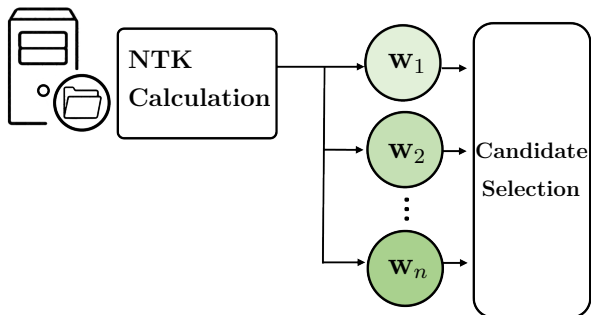 NTK
Calculation
w₁
w₂
wₙ
Candidate
Selection